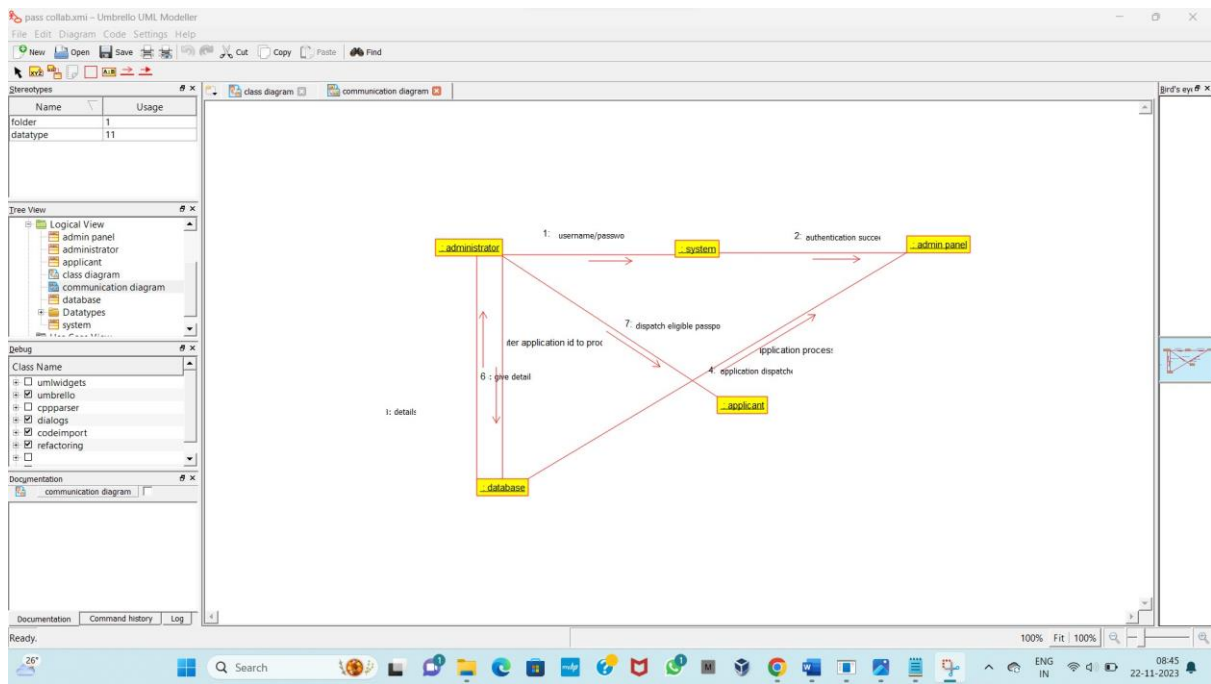 pass collab.xmi – Umbrello UML Modeller
File Edit Diagram Code Settings Help
New Open Save Cut Copy Paste Find
XYZ A:B
Stereotypes
Name Usage
folder 1
datatype 11
class diagram communication diagram
Bird's eye
Tree View
Logical View
admin panel
administrator
applicant
class diagram
communication diagram
database
Datatypes
system
Debug
Class Name
umlwidgets
umbrello
cppparser
dialogs
codeimport
refactoring
Documentation
communication diagram
Documentation Command history Log
1: username/passwo
2: authentication succe
: administrator
: system
: admin panel
7: dispatch eligible passpo
ter application id to pro
application process
6 : give detail
4: application dispatch
: applicant
: details
: database
Ready.
100% Fit 100%
26°
Search
ENG
IN
08:45
22-11-2023